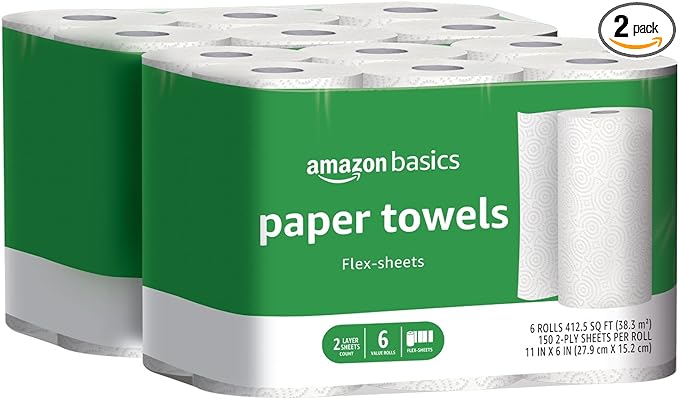 2 pack
amazon basics
paper towels
Flex-sheets
2 LAYER
SHEETS
COUNT
6
VALUE ROLLS
FLEX-SHEETS
6 ROLLS 412.5 SQ FT (38.3 m²)
150 2-PLY SHEETS PER ROLL
11 IN X 6 IN (27.9 cm X 15.2 cm)